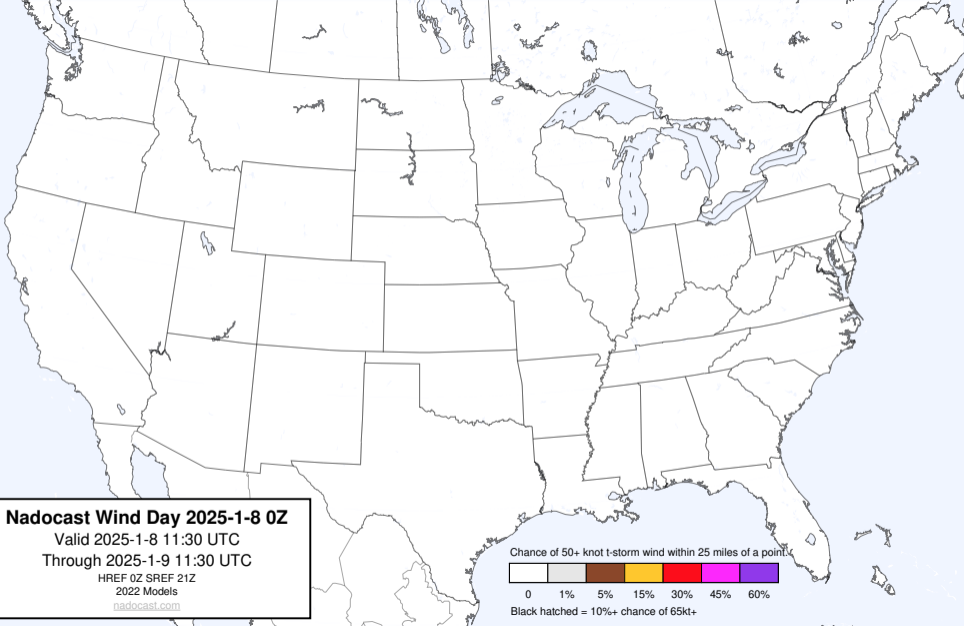 Nadocast Wind Day 2025-1-8 0Z
Valid 2025-1-8 11:30 UTC
Through 2025-1-9 11:30 UTC
HREF 0Z SREF 21Z
2022 Models
nadocast.com
Chance of 50+ knot t-storm wind within 25 miles of a point.
0 1% 5% 15% 30% 45% 60%
Black hatched = 10%+ chance of 65kt+